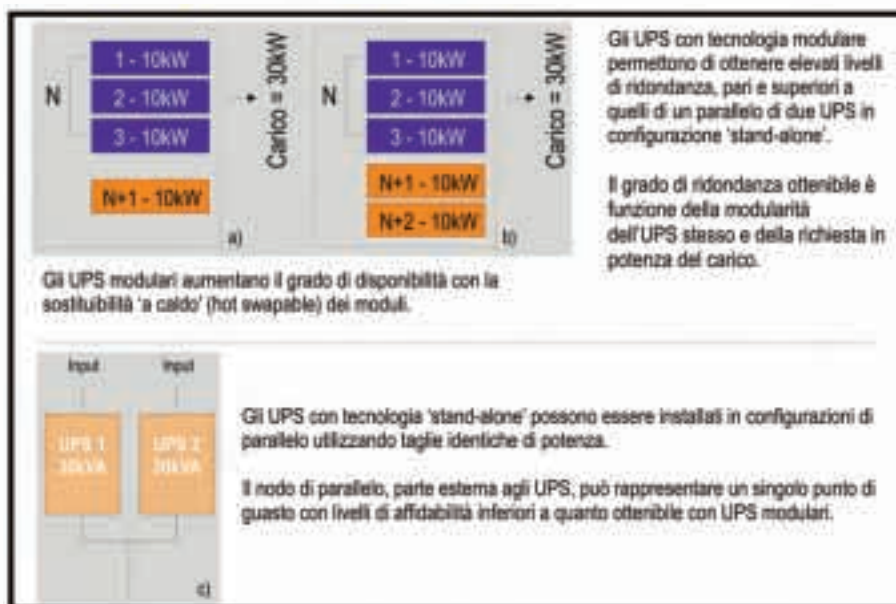 N
1 - 10kW
2 - 10kW
3 - 10kW
N+1 - 10kW
Carico = 30kW
a)
N
1 - 10kW
2 - 10kW
3 - 10kW
N+1 - 10kW
N+2 - 10kW
Carico = 30kW
b)
Gli UPS con tecnologia modulare
permettono di ottenere elevati livelli
di ridondanza, pari e superiori a
quelli di un parallelo di due UPS in
configurazione 'stand-alone'.
Il grado di ridondanza ottenibile è
funzione della modularità
dell'UPS stesso e della richiesta in
potenza del carico.
Gli UPS modulari aumentano il grado di disponibilità con la
sostituibilità 'a caldo' (hot swapable) dei moduli.
Input
Input
UPS 1
30kVA
UPS 2
30kVA
c)
Gli UPS con tecnologia 'stand-alone' possono essere installati in configurazioni di
parallelo utilizzando taglie identiche di potenza.
Il nodo di parallelo, parte esterna agli UPS, può rappresentare un singolo punto di
guasto con livelli di affidabilità inferiori a quanto ottenibile con UPS modulari.